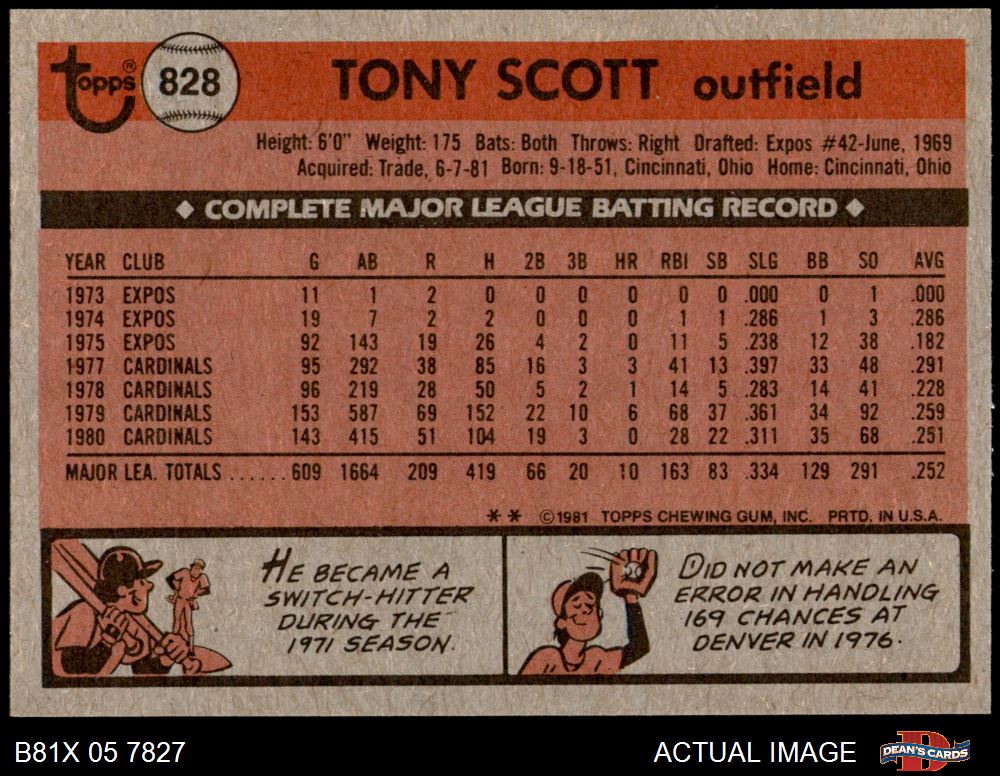 Topps® 828 TONY SCOTT outfield
Height: 6'0" Weight: 175 Bats: Both Throws: Right Drafted: Expos #42-June, 1969
Acquired: Trade, 6-7-81 Born: 9-18-51, Cincinnati, Ohio Home: Cincinnati, Ohio
◆ COMPLETE MAJOR LEAGUE BATTING RECORD ◆
YEAR CLUB G AB R H 2B 3B HR RBI SB SLG BB SO AVG
1973 EXPOS 11 1 2 0 0 0 0 0 0 .000 0 1 .000
1974 EXPOS 19 7 2 2 0 0 0 1 1 .286 1 3 .286
1975 EXPOS 92 143 19 26 4 2 0 11 5 .238 12 38 .182
1977 CARDINALS 95 292 38 85 16 3 3 41 13 .397 33 48 .291
1978 CARDINALS 96 219 28 50 5 2 1 14 5 .283 14 41 .228
1979 CARDINALS 153 587 69 152 22 10 6 68 37 .361 34 92 .259
1980 CARDINALS 143 415 51 104 19 3 0 28 22 .311 35 68 .251
MAJOR LEA. TOTALS ......609 1664 209 419 66 20 10 163 83 .334 129 291 .252
** ©1981 TOPPS CHEWING GUM, INC. PRTD. IN U.S.A.
HE BECAME A
SWITCH-HITTER
DURING THE
1971 SEASON.
DID NOT MAKE AN
ERROR IN HANDLING
169 CHANCES AT
DENVER IN 1976.
B81X 05 7827 ACTUAL IMAGE DEAN'S CARDS